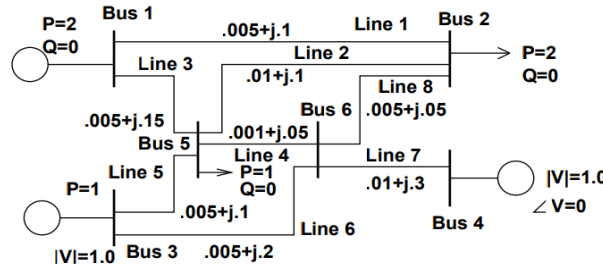 Bus 1
Bus 2
P=2
Q=0
.005+j.1
Line 1
Line 2
Line 3
.01+j.1
P=2
Q=0
Line 8
.005+j.05
Bus 6
.005+j.15
Bus 5
.001+j.05
Line 4
Line 7
.01+j.3
|V|=1.0
∠V=0
Line 5
P=1
Q=0
P=1
.005+j.1
Line 6
Bus 4
|V|=1.0
Bus 3
.005+j.2